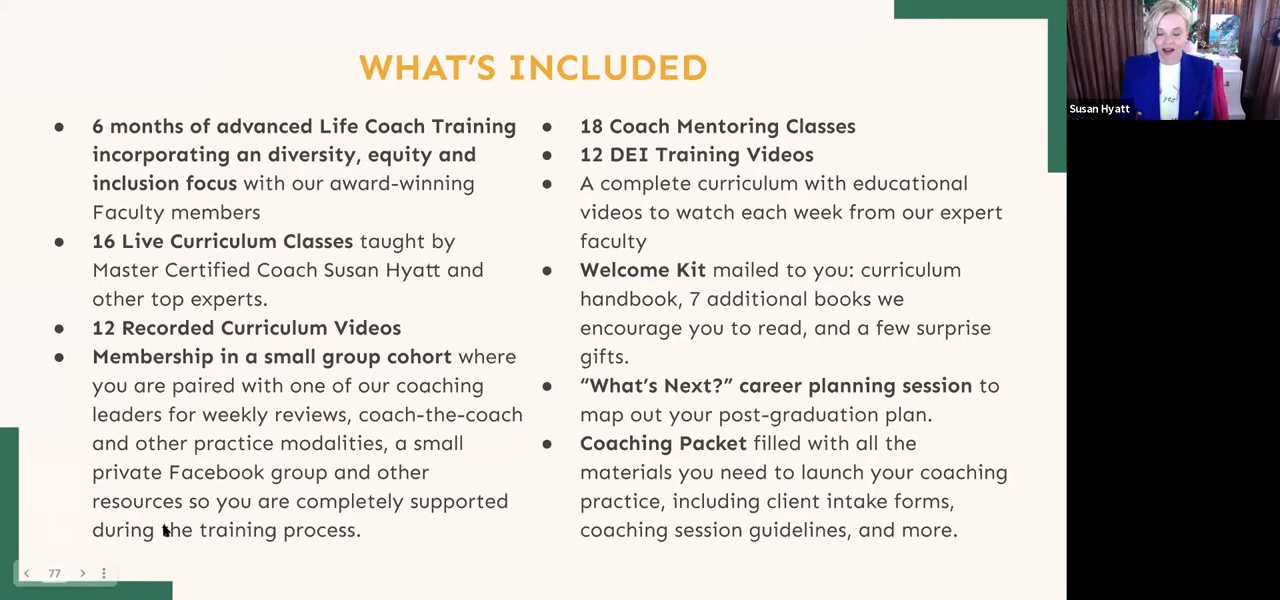 WHAT'S INCLUDED
● 6 months of advanced Life Coach Training
incorporating an diversity, equity and
inclusion focus with our award-winning
Faculty members
● 16 Live Curriculum Classes taught by
Master Certified Coach Susan Hyatt and
other top experts.
● 12 Recorded Curriculum Videos
● Membership in a small group cohort where
you are paired with one of our coaching
leaders for weekly reviews, coach-the-coach
and other practice modalities, a small
private Facebook group and other
resources so you are completely supported
during the training process.
● 18 Coach Mentoring Classes
● 12 DEI Training Videos
● A complete curriculum with educational
videos to watch each week from our expert
faculty
● Welcome Kit mailed to you: curriculum
handbook, 7 additional books we
encourage you to read, and a few surprise
gifts.
● “What’s Next?” career planning session to
map out your post-graduation plan.
● Coaching Packet filled with all the
materials you need to launch your coaching
practice, including client intake forms,
coaching session guidelines, and more.
Susan Hyatt
77